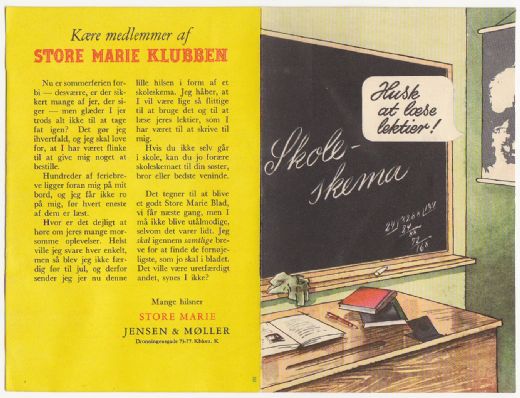 Kære medlemmer af
STORE MARIE KLUBBEN
Nu er sommerferien for-
bi — desværre, er der sik-
kert mange af jer, der si-
ger — men glæder I jer
trods alt ikke til at tage
fat igen? Det gør jeg
ihvertfald, og jeg skal love
for, at I har været flinke
til at give mig noget at
bestille.
Hundreder af feriebre-
ve ligger foran mig på mit
bord, og jeg får ikke ro
på mig, før hvert eneste
af dem er læst.
Hvor er det dejligt at
høre om jeres mange mor-
somme oplevelser. Helst
ville jeg svare hver enkelt,
men så blev jeg ikke fær-
dig før til jul, og derfor
sender jeg jer nu denne
lille hilsen i form af et
skoleskema. Jeg håber, at
I vil være lige så flittige
til at bruge det og til at
læse jeres lektier, som I
har været til at skrive til
mig.
Hvis du ikke selv går
i skole, kan du jo forære
skoleskemaet til din søster,
bror eller bedste veninde.
Det tegner til at blive
et godt Store Marie Blad,
vi får næste gang, men I
må ikke blive utålmodige,
selvom det varer lidt. Jeg
skal igennem samtlige bre-
ve for at finde de fornøje-
ligste, som jo skal i bladet.
Det ville være uretfærdigt
andet, synes I ikke?
Mange hilsner
STORE MARIE
JENSEN & MØLLER
Dronningensgade 73-77. Kbhvn. K
Husk
at læse
lektier!
Skole-
skema